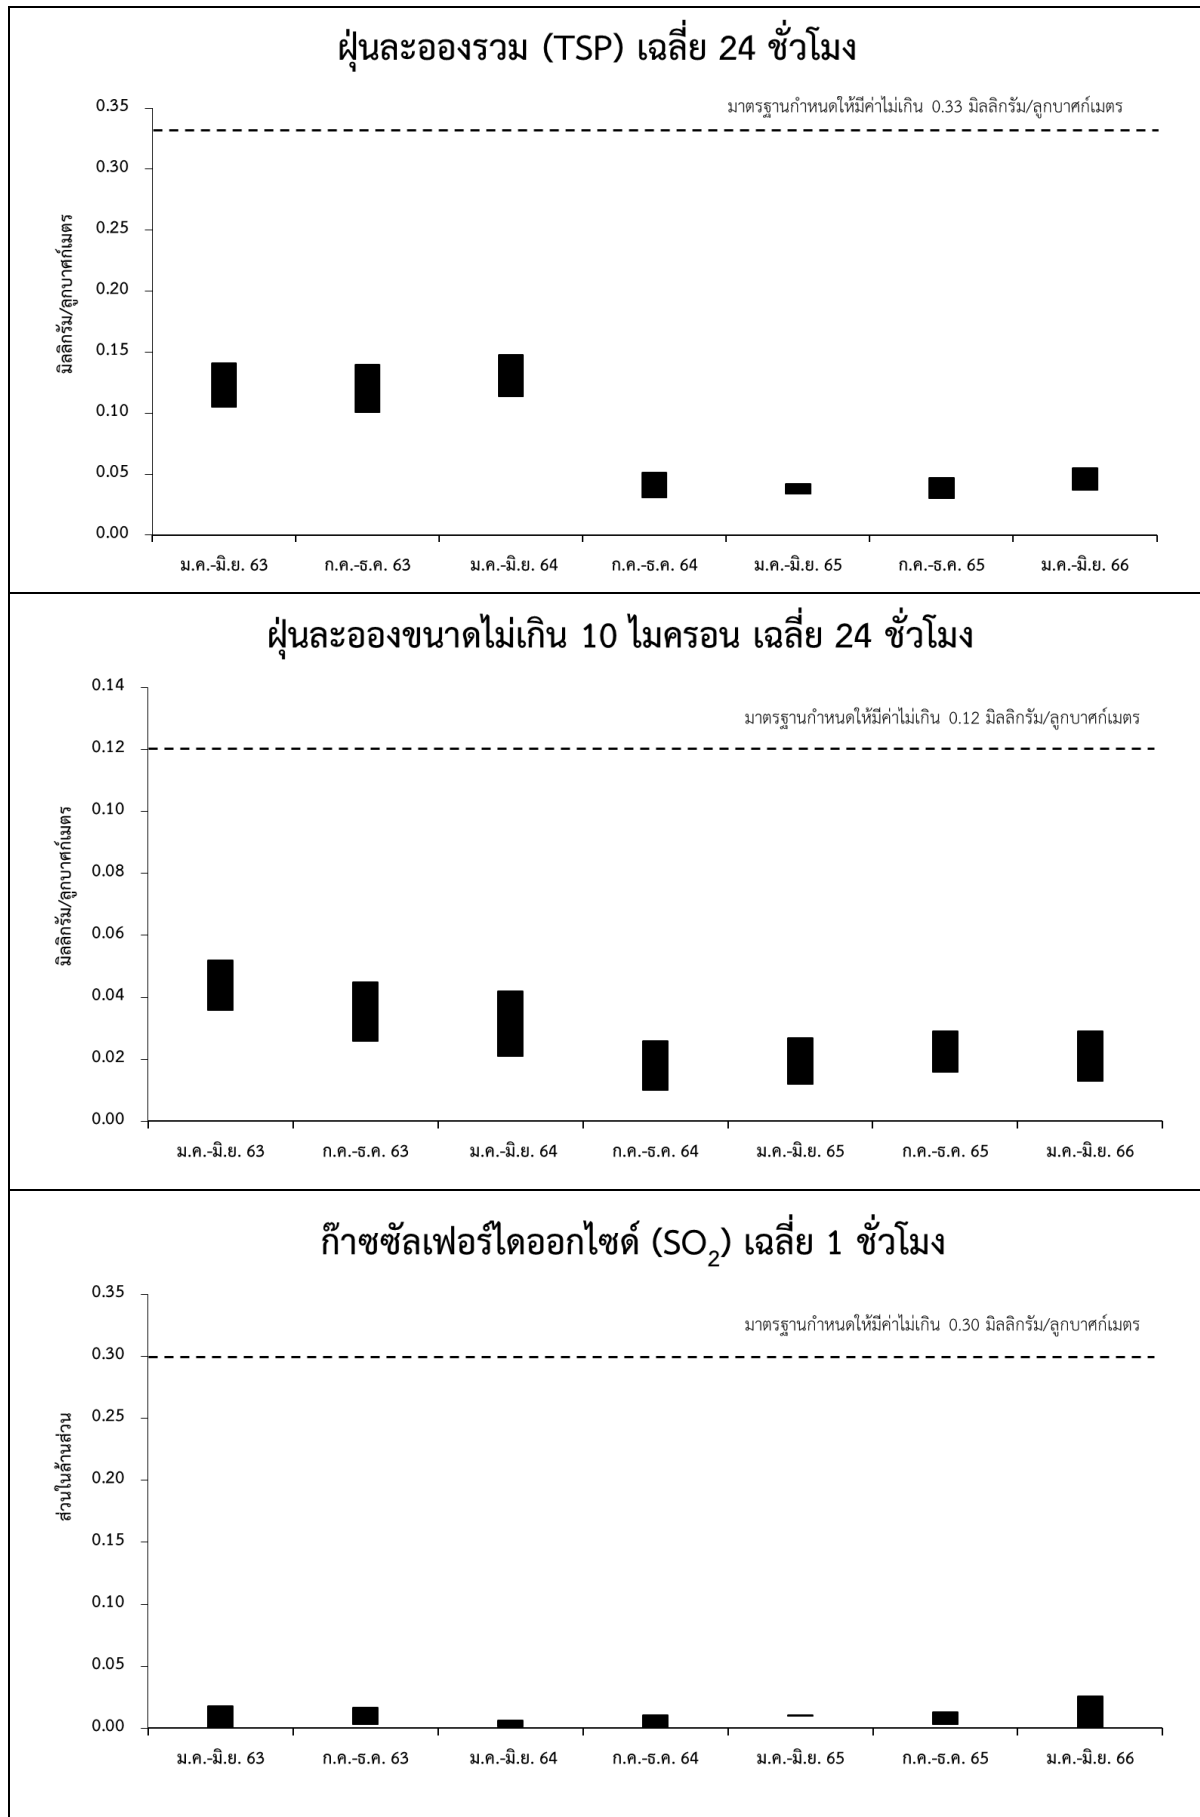 ฝุ่นละอองรวม (TSP) เฉลี่ย 24 ชั่วโมง
มาตรฐานกำหนดให้มีค่าไม่เกิน 0.33 มิลลิกรัม/ลูกบาศก์เมตร
มิลลิกรัม/ลูกบาศก์เมตร
0.35
0.30
0.25
0.20
0.15
0.10
0.05
0.00
ม.ค.-มิ.ย. 63 ก.ค.-ธ.ค. 63 ม.ค.-มิ.ย. 64 ก.ค.-ธ.ค. 64 ม.ค.-มิ.ย. 65 ก.ค.-ธ.ค. 65 ม.ค.-มิ.ย. 66
ฝุ่นละอองขนาดไม่เกิน 10 ไมครอน เฉลี่ย 24 ชั่วโมง
มาตรฐานกำหนดให้มีค่าไม่เกิน 0.12 มิลลิกรัม/ลูกบาศก์เมตร
มิลลิกรัม/ลูกบาศก์เมตร
0.14
0.12
0.10
0.08
0.06
0.04
0.02
0.00
ม.ค.-มิ.ย. 63 ก.ค.-ธ.ค. 63 ม.ค.-มิ.ย. 64 ก.ค.-ธ.ค. 64 ม.ค.-มิ.ย. 65 ก.ค.-ธ.ค. 65 ม.ค.-มิ.ย. 66
ก๊าซซัลเฟอร์ไดออกไซด์ (SO₂) เฉลี่ย 1 ชั่วโมง
มาตรฐานกำหนดให้มีค่าไม่เกิน 0.30 มิลลิกรัม/ลูกบาศก์เมตร
ส่วนในล้านส่วน
0.35
0.30
0.25
0.20
0.15
0.10
0.05
0.00
ม.ค.-มิ.ย. 63 ก.ค.-ธ.ค. 63 ม.ค.-มิ.ย. 64 ก.ค.-ธ.ค. 64 ม.ค.-มิ.ย. 65 ก.ค.-ธ.ค. 65 ม.ค.-มิ.ย. 66